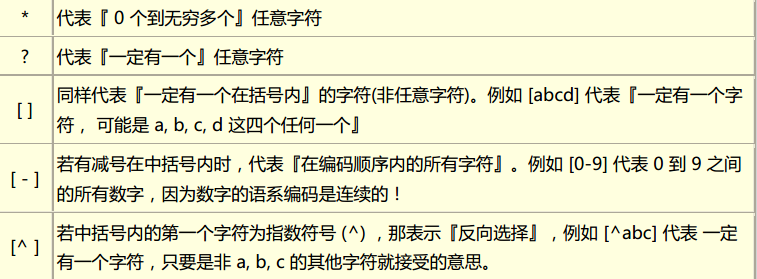 * 代表『 0 个到无穷多个』任意字符
? 代表『一定有一个』任意字符
[ ] 同样代表『一定有一个在括号内』的字符(非任意字符)。例如 [abcd] 代表『一定有一个字
符， 可能是 a, b, c, d 这四个任何一个』
[ - ] 若有减号在中括号内时，代表『在编码顺序内的所有字符』。例如 [0-9] 代表 0 到 9 之间
的所有数字，因为数字的语系编码是连续的！
[^ ] 若中括号内的第一个字符为指数符号 (^) ，那表示『反向选择』，例如 [^abc] 代表 一定
有一个字符，只要是非 a, b, c 的其他字符就接受的意思。